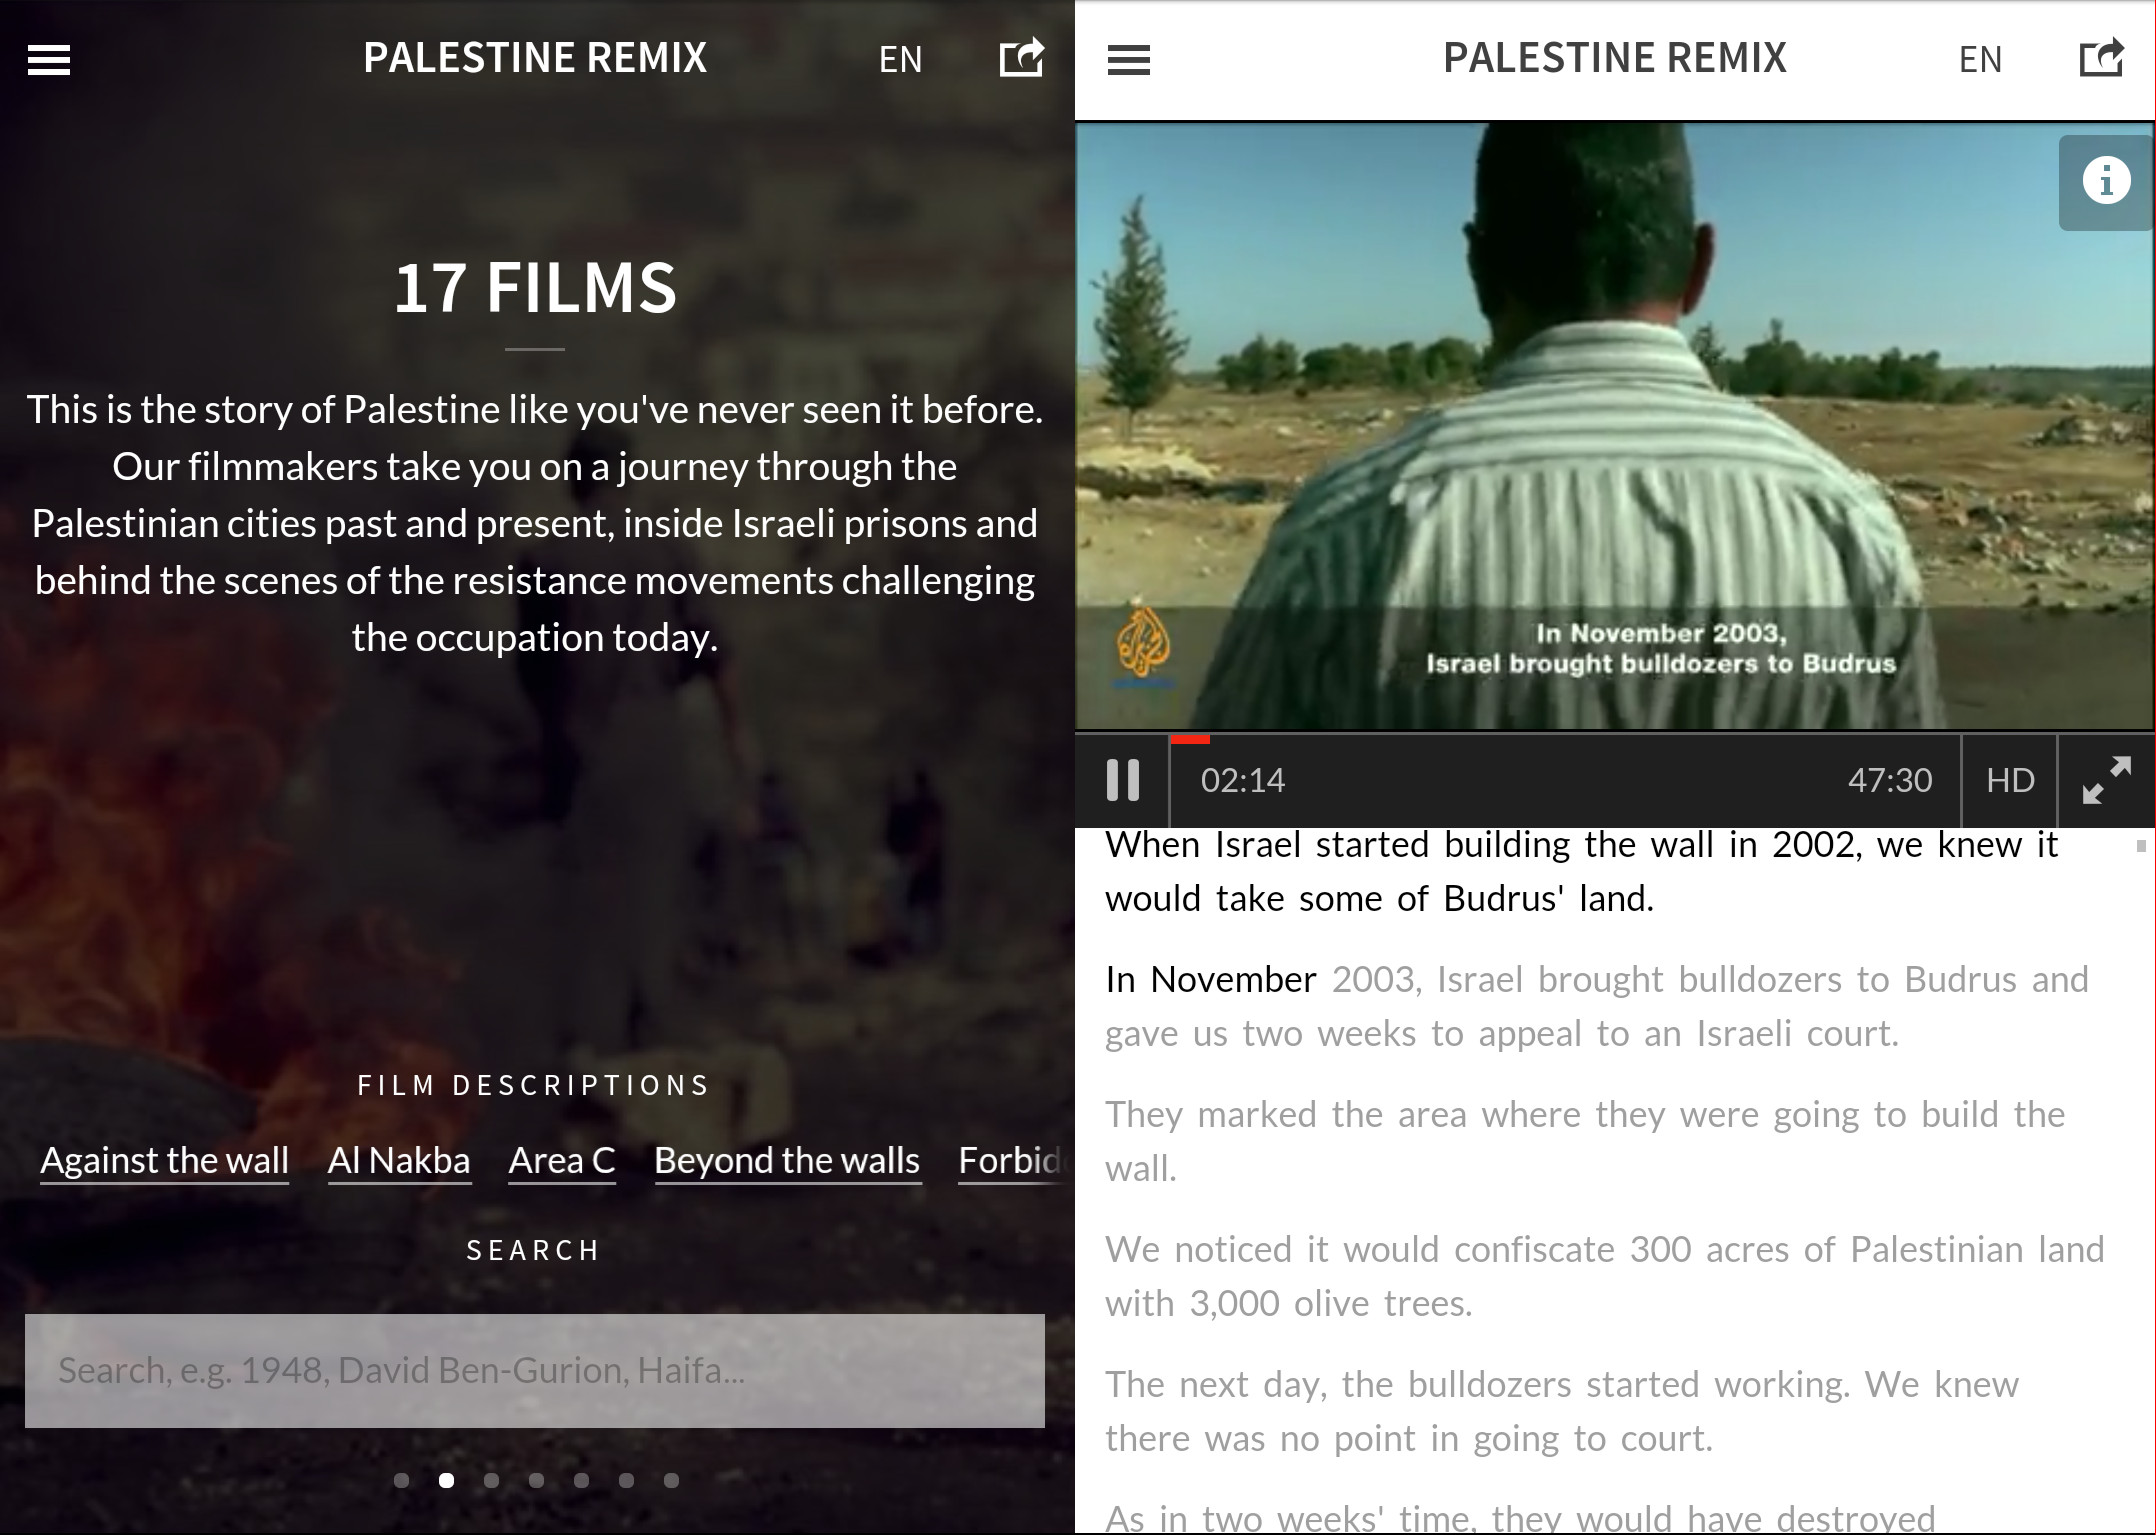 PALESTINE REMIX
EN
17 FILMS
This is the story of Palestine like you've never seen it before.
Our filmmakers take you on a journey through the
Palestinian cities past and present, inside Israeli prisons and
behind the scenes of the resistance movements challenging
the occupation today.
FILM DESCRIPTIONS
Against the wall Al Nakba Area C Beyond the walls Forbid
SEARCH
Search, e.g. 1948, David Ben-Gurion, Haifa...
PALESTINE REMIX
EN
In November 2003,
Israel brought bulldozers to Budrus
02:14
47:30
HD
When Israel started building the wall in 2002, we knew it
would take some of Budrus' land.
In November 2003, Israel brought bulldozers to Budrus and
gave us two weeks to appeal to an Israeli court.
They marked the area where they were going to build the
wall.
We noticed it would confiscate 300 acres of Palestinian land
with 3,000 olive trees.
The next day, the bulldozers started working. We knew
there was no point in going to court.
As in two weeks' time, they would have destroyed